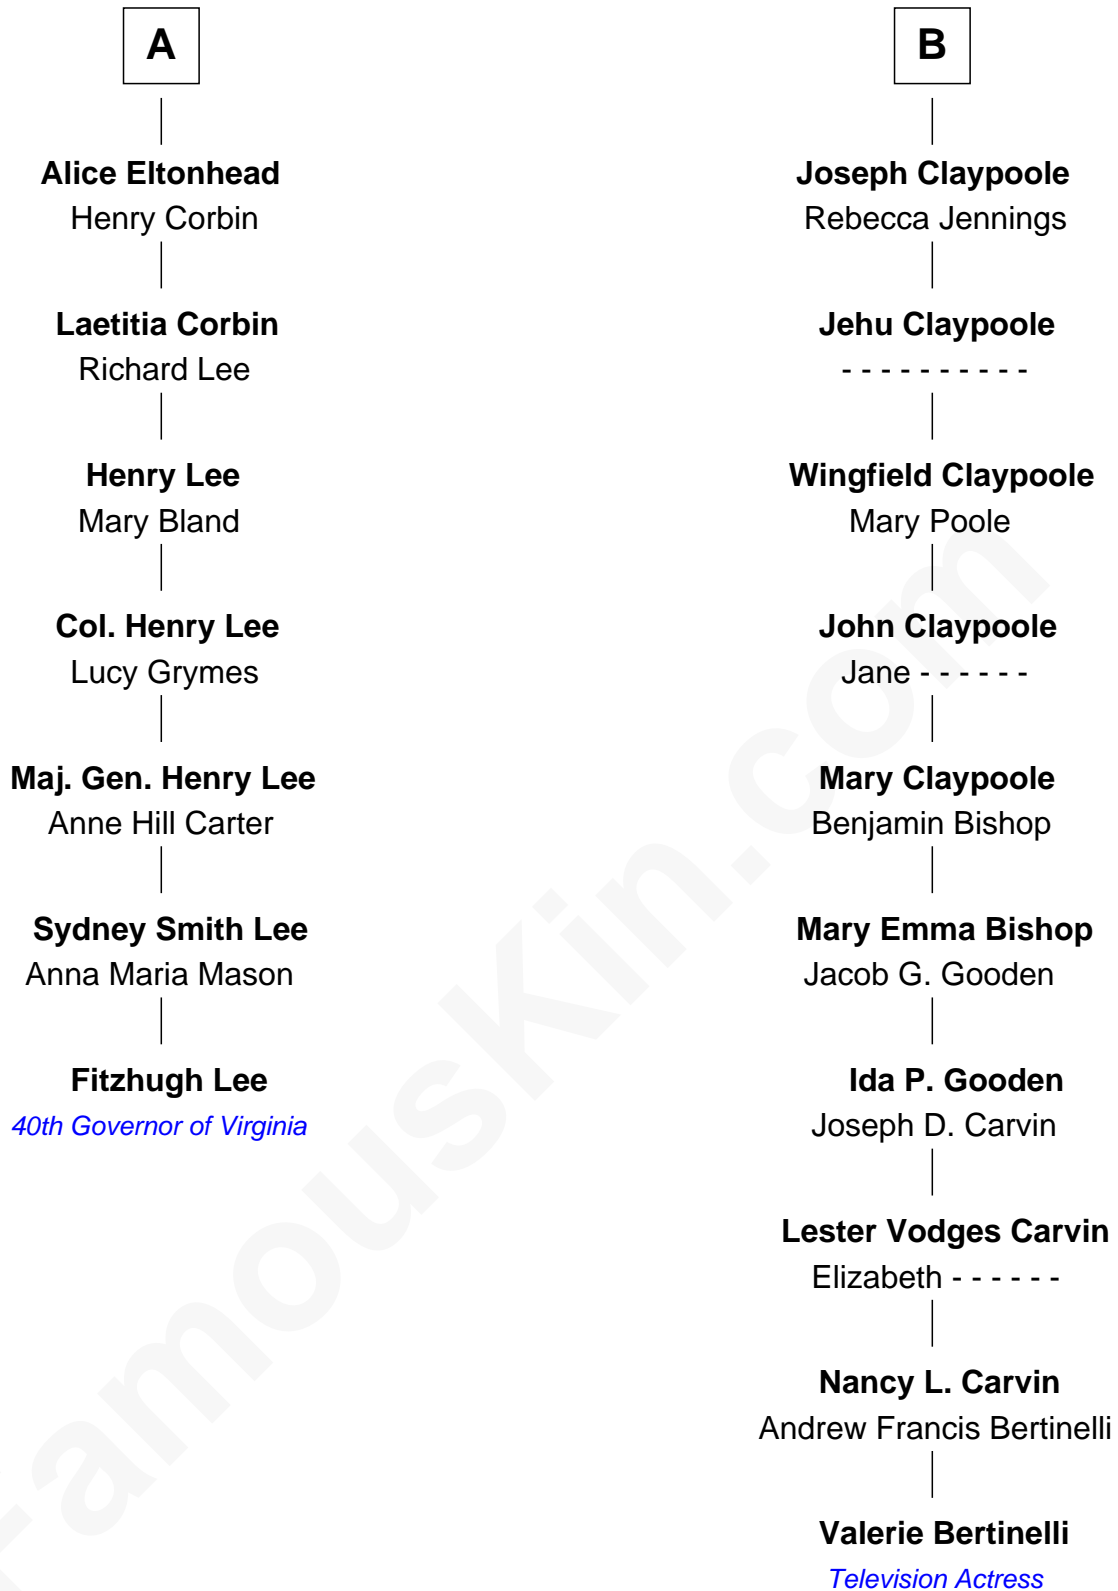 A
Alice Eltonhead
Henry Corbin
Laetitia Corbin
Richard Lee
Henry Lee
Mary Bland
Col. Henry Lee
Lucy Grymes
Maj. Gen. Henry Lee
Anne Hill Carter
Sydney Smith Lee
Anna Maria Mason
Fitzhugh Lee
40th Governor of Virginia
B
Joseph Claypoole
Rebecca Jennings
Jehu Claypoole
- - - - - - - - - -
Wingfield Claypoole
Mary Poole
John Claypoole
Jane - - - - - -
Mary Claypoole
Benjamin Bishop
Mary Emma Bishop
Jacob G. Gooden
Ida P. Gooden
Joseph D. Carvin
Lester Vodges Carvin
Elizabeth - - - - - -
Nancy L. Carvin
Andrew Francis Bertinelli
Valerie Bertinelli
Television Actress
FamousKin.com